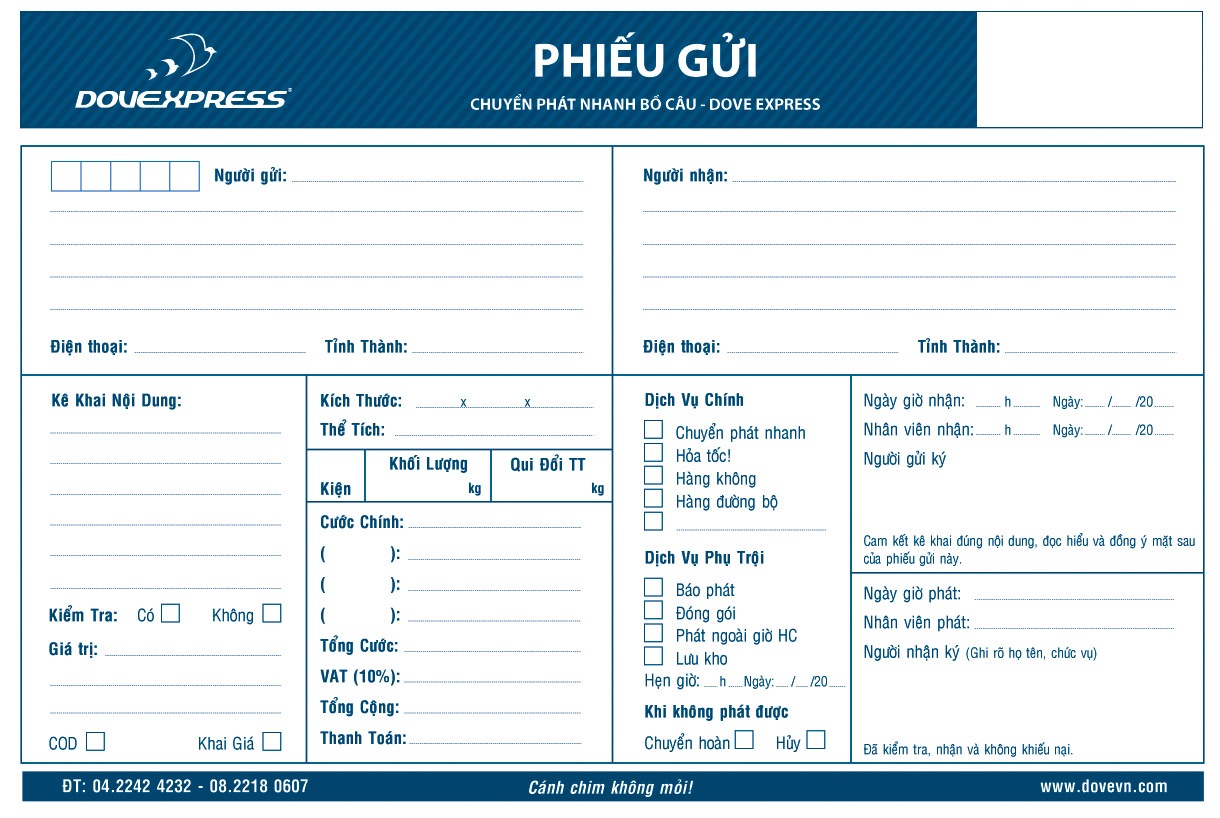 DOVEXPRESS®
PHIẾU GỬI
CHUYỂN PHÁT NHANH BỒ CÂU - DOVE EXPRESS
Người gửi:
Điện thoại: Tỉnh Thành:
Người nhận:
Điện thoại: Tỉnh Thành:
Kê Khai Nội Dung:
Kiểm Tra: Có Không
Giá trị:
COD Khai Giá
Kích Thước: x x
Thể Tích:
Kiện
Khối Lượng
kg
Qui Đổi TT
kg
Cước Chính:
( ):
( ):
( ):
Tổng Cước:
VAT (10%):
Tổng Cộng:
Thanh Toán:
Dịch Vụ Chính
Chuyển phát nhanh
Hỏa tốc!
Hàng không
Hàng đường bộ
Dịch Vụ Phụ Trội
Báo phát
Đóng gói
Phát ngoài giờ HC
Lưu kho
Hẹn giờ: h Ngày: / /20
Khi không phát được
Chuyển hoàn Hủy
Ngày giờ nhận: h Ngày: / /20
Nhân viên nhận: h Ngày: / /20
Người gửi ký
Cam kết kê khai đúng nội dung, đọc hiểu và đồng ý mặt sau
của phiếu gửi này.
Ngày giờ phát:
Nhân viên phát:
Người nhận ký (Ghi rõ họ tên, chức vụ)
Đã kiểm tra, nhận và không khiếu nại.
ĐT: 04.2242 4232 - 08.2218 0607
Cánh chim không mỏi!
www.dovevn.com